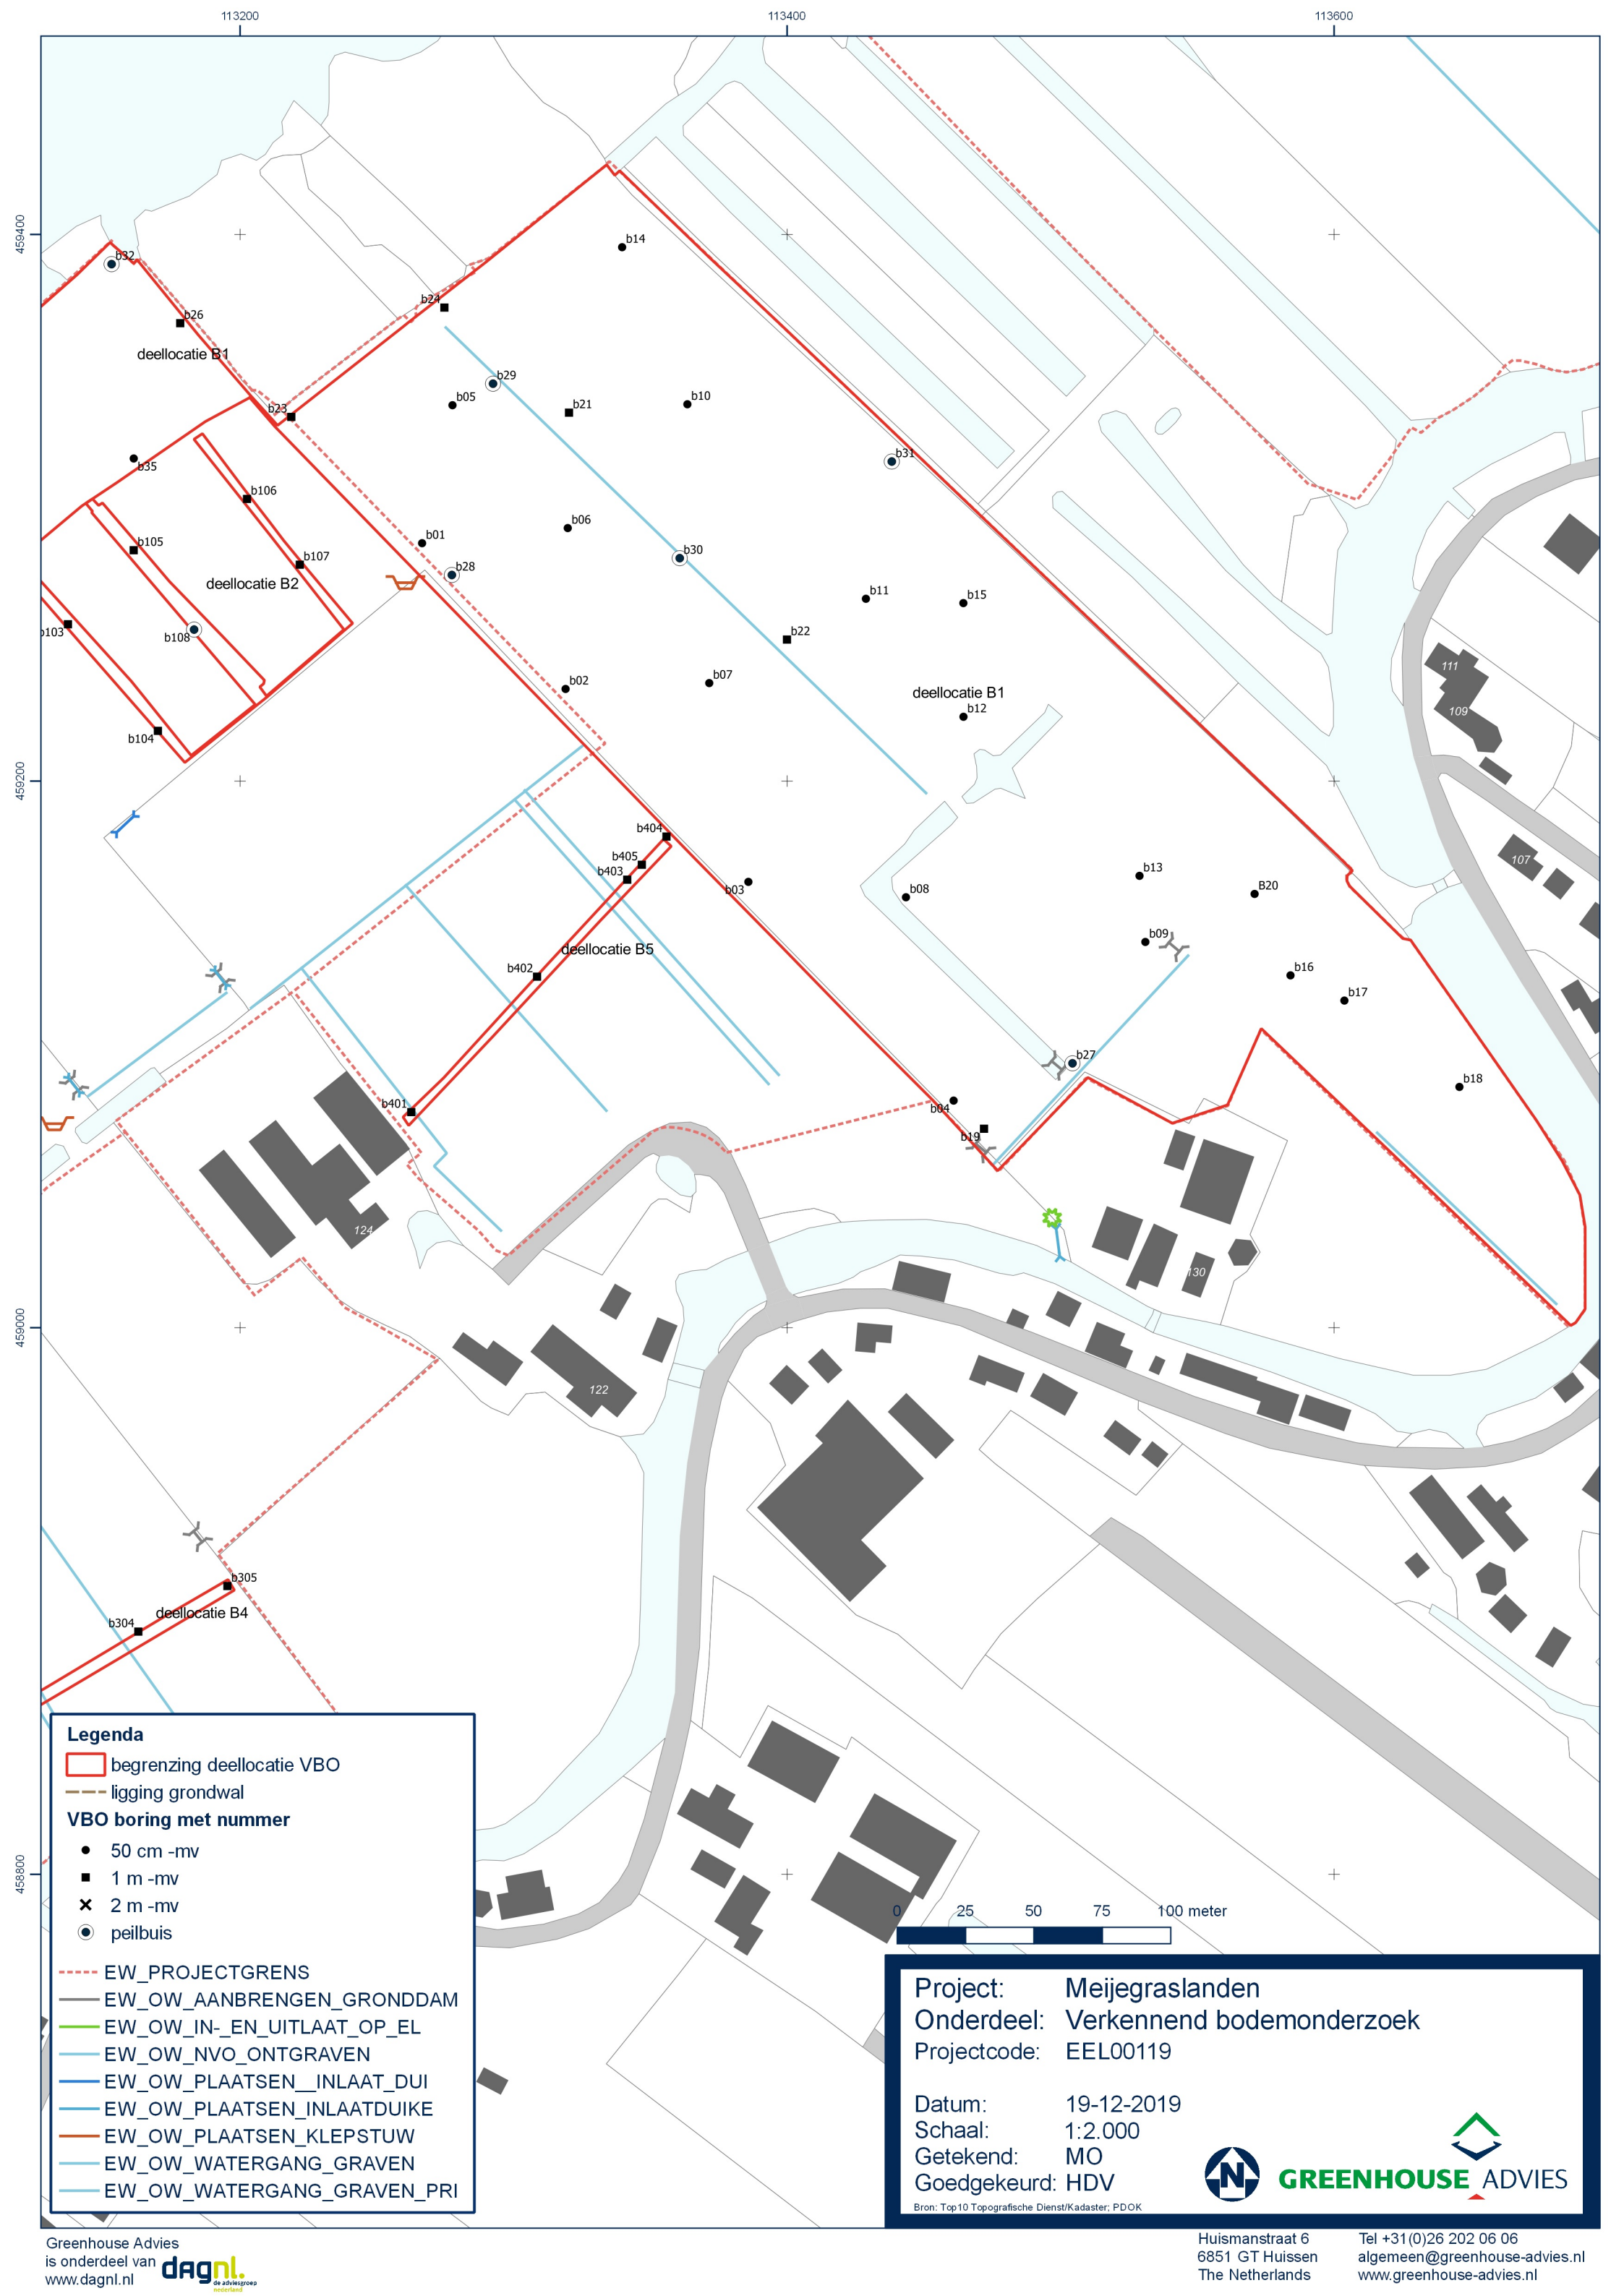 113200 113400 113600
459400
459200
459000
458800
b14
b32
b24
b26
deellocatie B1
b29
b05
b21
b10
b23
b31
b35
b106
b105
b01
b06
b30
b107
b28
deellocatie B2
b11
b15
b103
b108
b22
b02
b07
deellocatie B1
b12
b104
111
109
b404
b405
b403
b03
b13
107
b08
B20
b09
deellocatie B5
b402
b16
b17
b27
b18
b401
b04
b19
124
130
122
b305
deellocatie B4
b304
Legenda
begrenzing deellocatie VBO
ligging grondwal
VBO boring met nummer
50 cm -mv
1 m -mv
2 m -mv
peilbuis
EW_PROJECTGRENS
EW_OW_AANBRENGEN_GRONDDAM
EW_OW_IN-_EN_UITLAAT_OP_EL
EW_OW_NVO_ONTGRAVEN
EW_OW_PLAATSEN__INLAAT_DUI
EW_OW_PLAATSEN_INLAATDUIKE
EW_OW_PLAATSEN_KLEPSTUW
EW_OW_WATERGANG_GRAVEN
EW_OW_WATERGANG_GRAVEN_PRI
0 25 50 75 100 meter
Project: Meijegraslanden
Onderdeel: Verkennend bodemonderzoek
Projectcode: EEL00119
Datum: 19-12-2019
Schaal: 1:2.000
Getekend: MO
Goedgekeurd: HDV
Bron: Top10 Topografische Dienst/Kadaster; PDOK
N
GREENHOUSE ADVIES
Greenhouse Advies
is onderdeel van
www.dagnl.nl
dagnl.
de adviesgroep
nederland
Huismanstraat 6
6851 GT Huissen
The Netherlands
Tel +31(0)26 202 06 06
algemeen@greenhouse-advies.nl
www.greenhouse-advies.nl